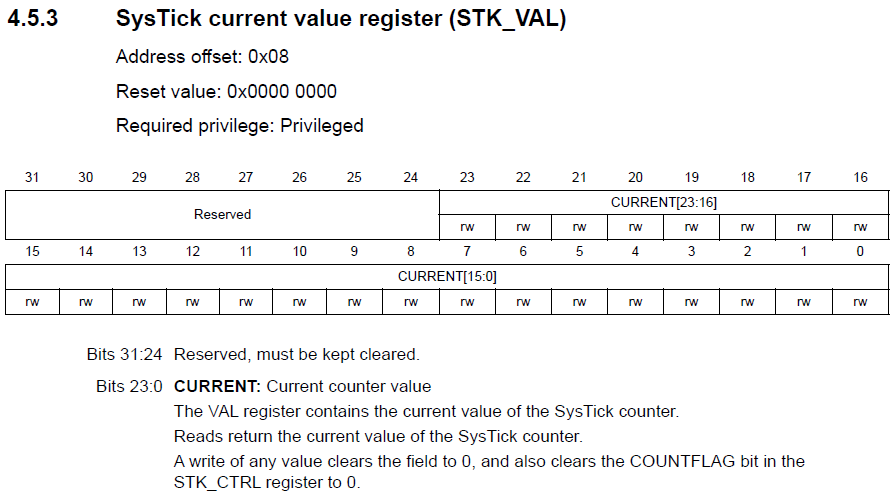 4.5.3 SysTick current value register (STK_VAL)
Address offset: 0x08
Reset value: 0x0000 0000
Required privilege: Privileged
31 30 29 28 27 26 25 24 23 22 21 20 19 18 17 16
Reserved CURRENT[23:16]
rw rw rw rw rw rw rw rw
15 14 13 12 11 10 9 8 7 6 5 4 3 2 1 0
CURRENT[15:0]
rw rw rw rw rw rw rw rw rw rw rw rw rw rw rw rw
Bits 31:24 Reserved, must be kept cleared.
Bits 23:0 CURRENT: Current counter value
The VAL register contains the current value of the SysTick counter.
Reads return the current value of the SysTick counter.
A write of any value clears the field to 0, and also clears the COUNTFLAG bit in the
STK_CTRL register to 0.